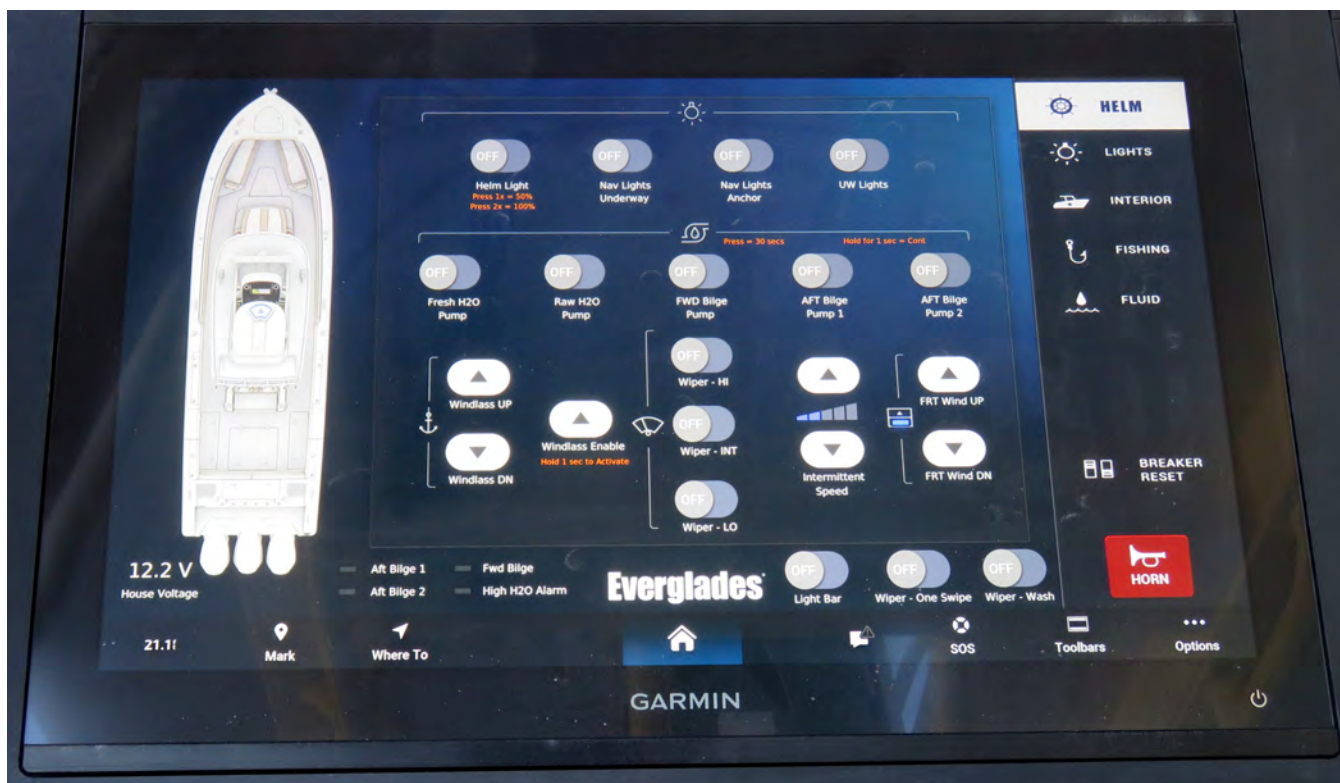 HELM
LIGHTS
INTERIOR
FISHING
FLUID
BREAKER
RESET
HORN
OFF
OFF
OFF
OFF
Helm Light
Press 1x = 50%
Press 2x = 100%
Nav Lights
Underway
Nav Lights
Anchor
UW Lights
Press = 30 secs
Hold for 1 sec = Cont
OFF
OFF
OFF
OFF
OFF
Fresh H2O
Pump
Raw H2O
Pump
FWD Bilge
Pump
AFT Bilge
Pump 1
AFT Bilge
Pump 2
Windlass UP
Windlass DN
Windlass Enable
Hold 1 sec to Activate
OFF
Wiper - HI
OFF
Wiper - INT
OFF
Wiper - LO
Intermittent
Speed
FRT Wind UP
FRT Wind DN
12.2 V
House Voltage
Aft Bilge 1
Fwd Bilge
Aft Bilge 2
High H2O Alarm
Everglades
OFF
Light Bar
OFF
Wiper - One Swipe
OFF
Wiper - Wash
Mark
Where To
SOS
Toolbars
Options
GARMIN